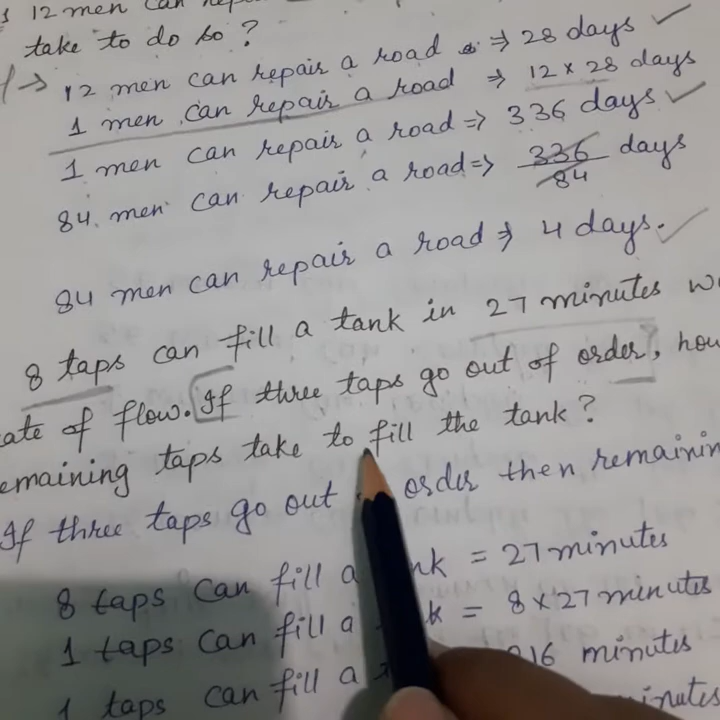 12 men can
take to do so?
12 men can repair a road ⇒ 28 days ✓
1 men can repair a road ⇒ 12 x 28 days
1 men can repair a road ⇒ 336 days ✓
84 men can repair a road ⇒ 336/84 days
84 men can repair a road ⇒ 4 days. ✓
8 taps can fill a tank in 27 minutes
ate of flow. If three taps go out of order, how
emaining taps take to fill the tank?
If three taps go out order then remainin
8 taps can fill a nk = 27 minutes
1 taps can fill a k = 8 x 27 minutes
1 taps can fill a 16 minutes
minutes